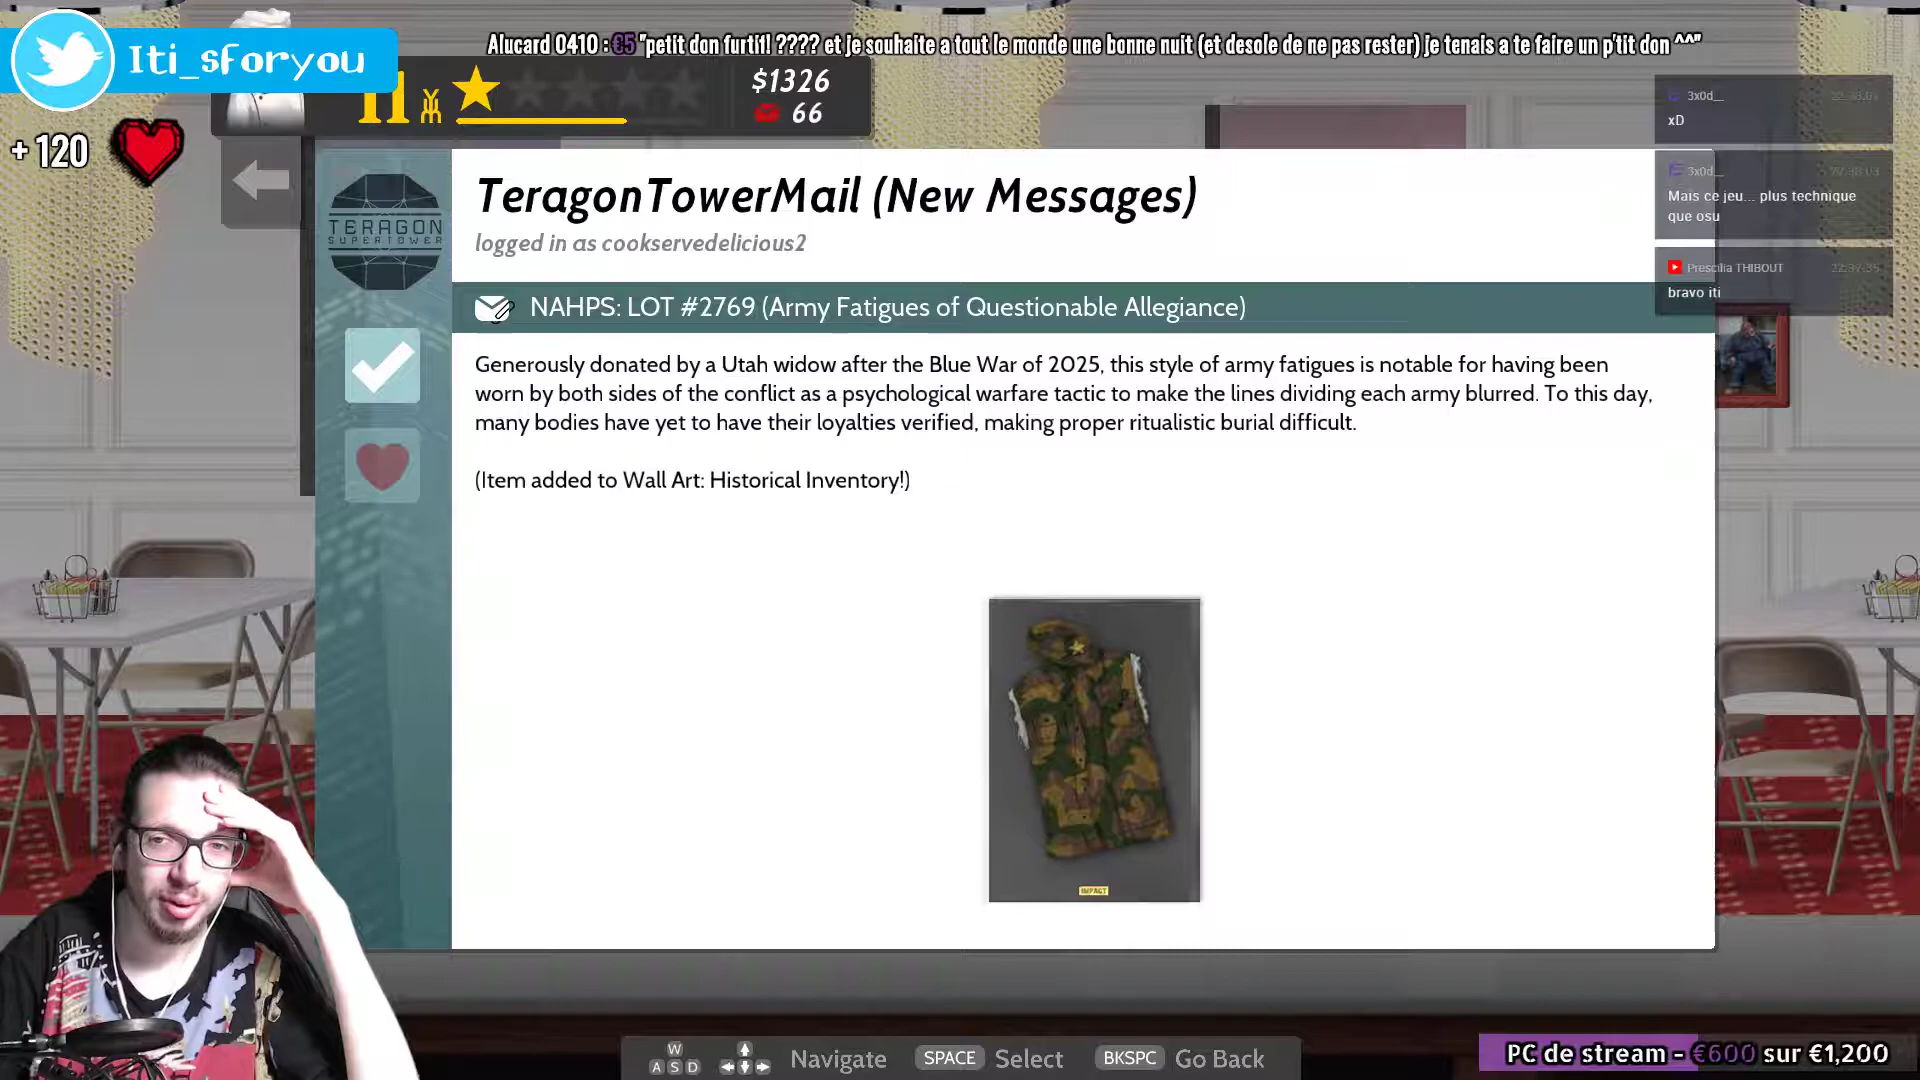 Iti_sforyou
Alucard 0410 : €5 "petit don furtif! ???? et je souhaite a tout le monde une bonne nuit (et desole de ne pas rester) je tenais a te faire un p'tit don ^^"
11
$1326
66
+ 120
3x0d__
xD
3x0d__
Mais ce jeu... plus technique
que osu
Prescilia THIBOUT 22:37:35
bravo iti
TERAGON
SUPERTOWER
TeragonTowerMail (New Messages)
logged in as cookservedelicious2
NAHPS: LOT #2769 (Army Fatigues of Questionable Allegiance)
Generously donated by a Utah widow after the Blue War of 2025, this style of army fatigues is notable for having been
worn by both sides of the conflict as a psychological warfare tactic to make the lines dividing each army blurred. To this day,
many bodies have yet to have their loyalties verified, making proper ritualistic burial difficult.
(Item added to Wall Art: Historical Inventory!)
IMPACT
W
A S D
Navigate
SPACE Select
BKSPC Go Back
PC de stream - €600 sur €1,200